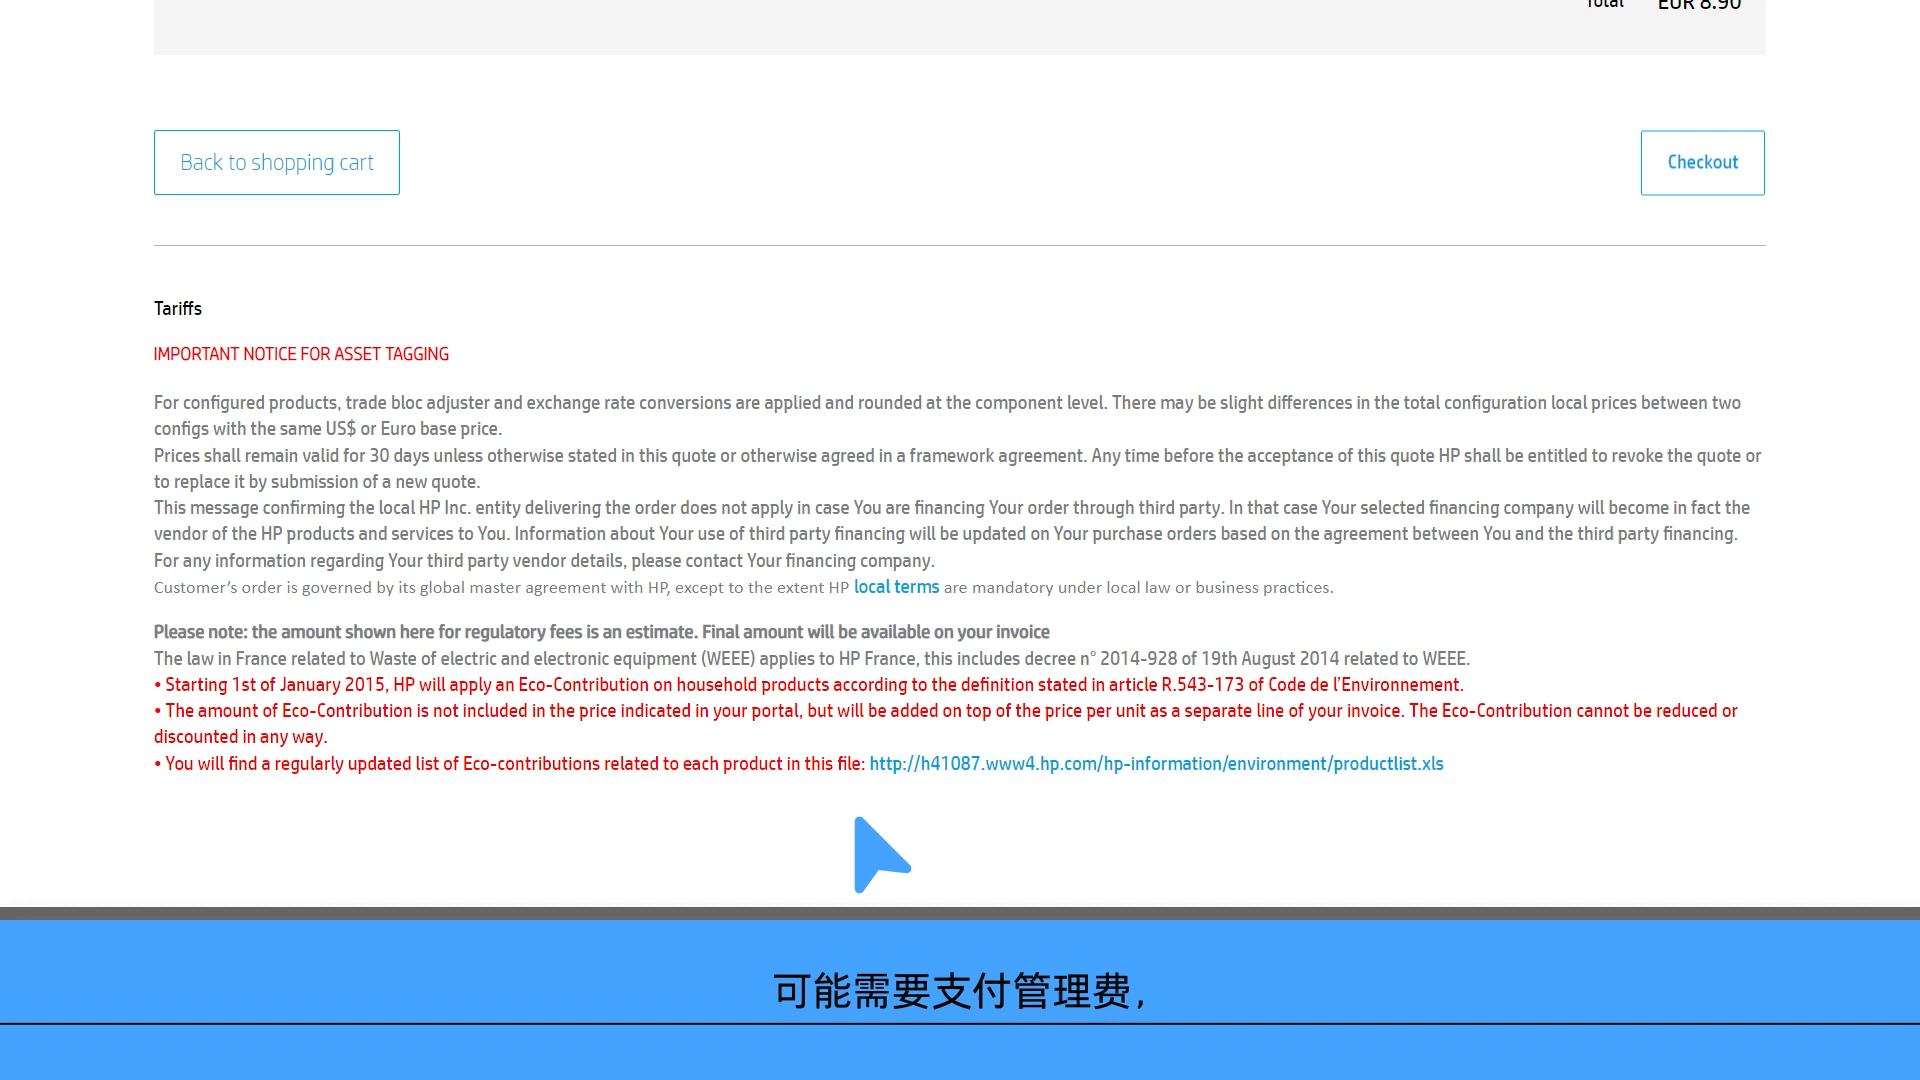 Total EUR 8.90
Back to shopping cart
Checkout
Tariffs
IMPORTANT NOTICE FOR ASSET TAGGING
For configured products, trade bloc adjuster and exchange rate conversions are applied and rounded at the component level. There may be slight differences in the total configuration local prices between two
configs with the same US$ or Euro base price.
Prices shall remain valid for 30 days unless otherwise stated in this quote or otherwise agreed in a framework agreement. Any time before the acceptance of this quote HP shall be entitled to revoke the quote or
to replace it by submission of a new quote.
This message confirming the local HP Inc. entity delivering the order does not apply in case You are financing Your order through third party. In that case Your selected financing company will become in fact the
vendor of the HP products and services to You. Information about Your use of third party financing will be updated on Your purchase orders based on the agreement between You and the third party financing.
For any information regarding Your third party vendor details, please contact Your financing company.
Customer’s order is governed by its global master agreement with HP, except to the extent HP local terms are mandatory under local law or business practices.
Please note: the amount shown here for regulatory fees is an estimate. Final amount will be available on your invoice
The law in France related to Waste of electric and electronic equipment (WEEE) applies to HP France, this includes decree n° 2014-928 of 19th August 2014 related to WEEE.
• Starting 1st of January 2015, HP will apply an Eco-Contribution on household products according to the definition stated in article R.543-173 of Code de l’Environnement.
• The amount of Eco-Contribution is not included in the price indicated in your portal, but will be added on top of the price per unit as a separate line of your invoice. The Eco-Contribution cannot be reduced or
discounted in any way.
• You will find a regularly updated list of Eco-contributions related to each product in this file: http://h41087.www4.hp.com/hp-information/environment/productlist.xls
可能需要支付管理费，